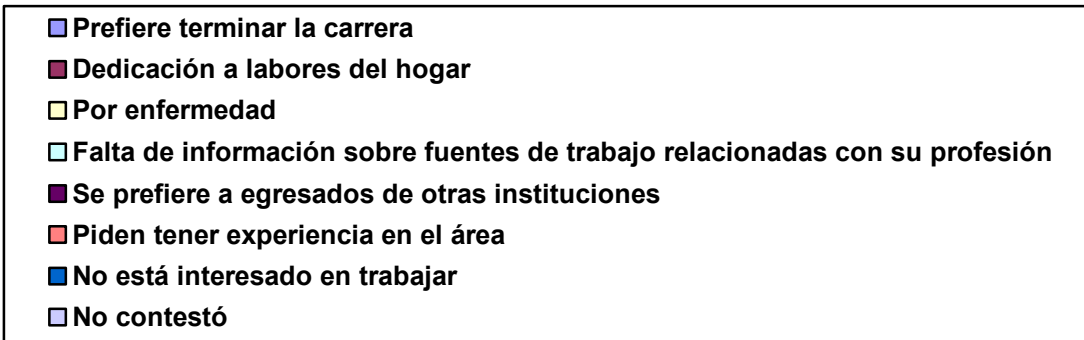 Prefiere terminar la carrera
Dedicación a labores del hogar
Por enfermedad
Falta de información sobre fuentes de trabajo relacionadas con su profesión
Se prefiere a egresados de otras instituciones
Piden tener experiencia en el área
No está interesado en trabajar
No contestó